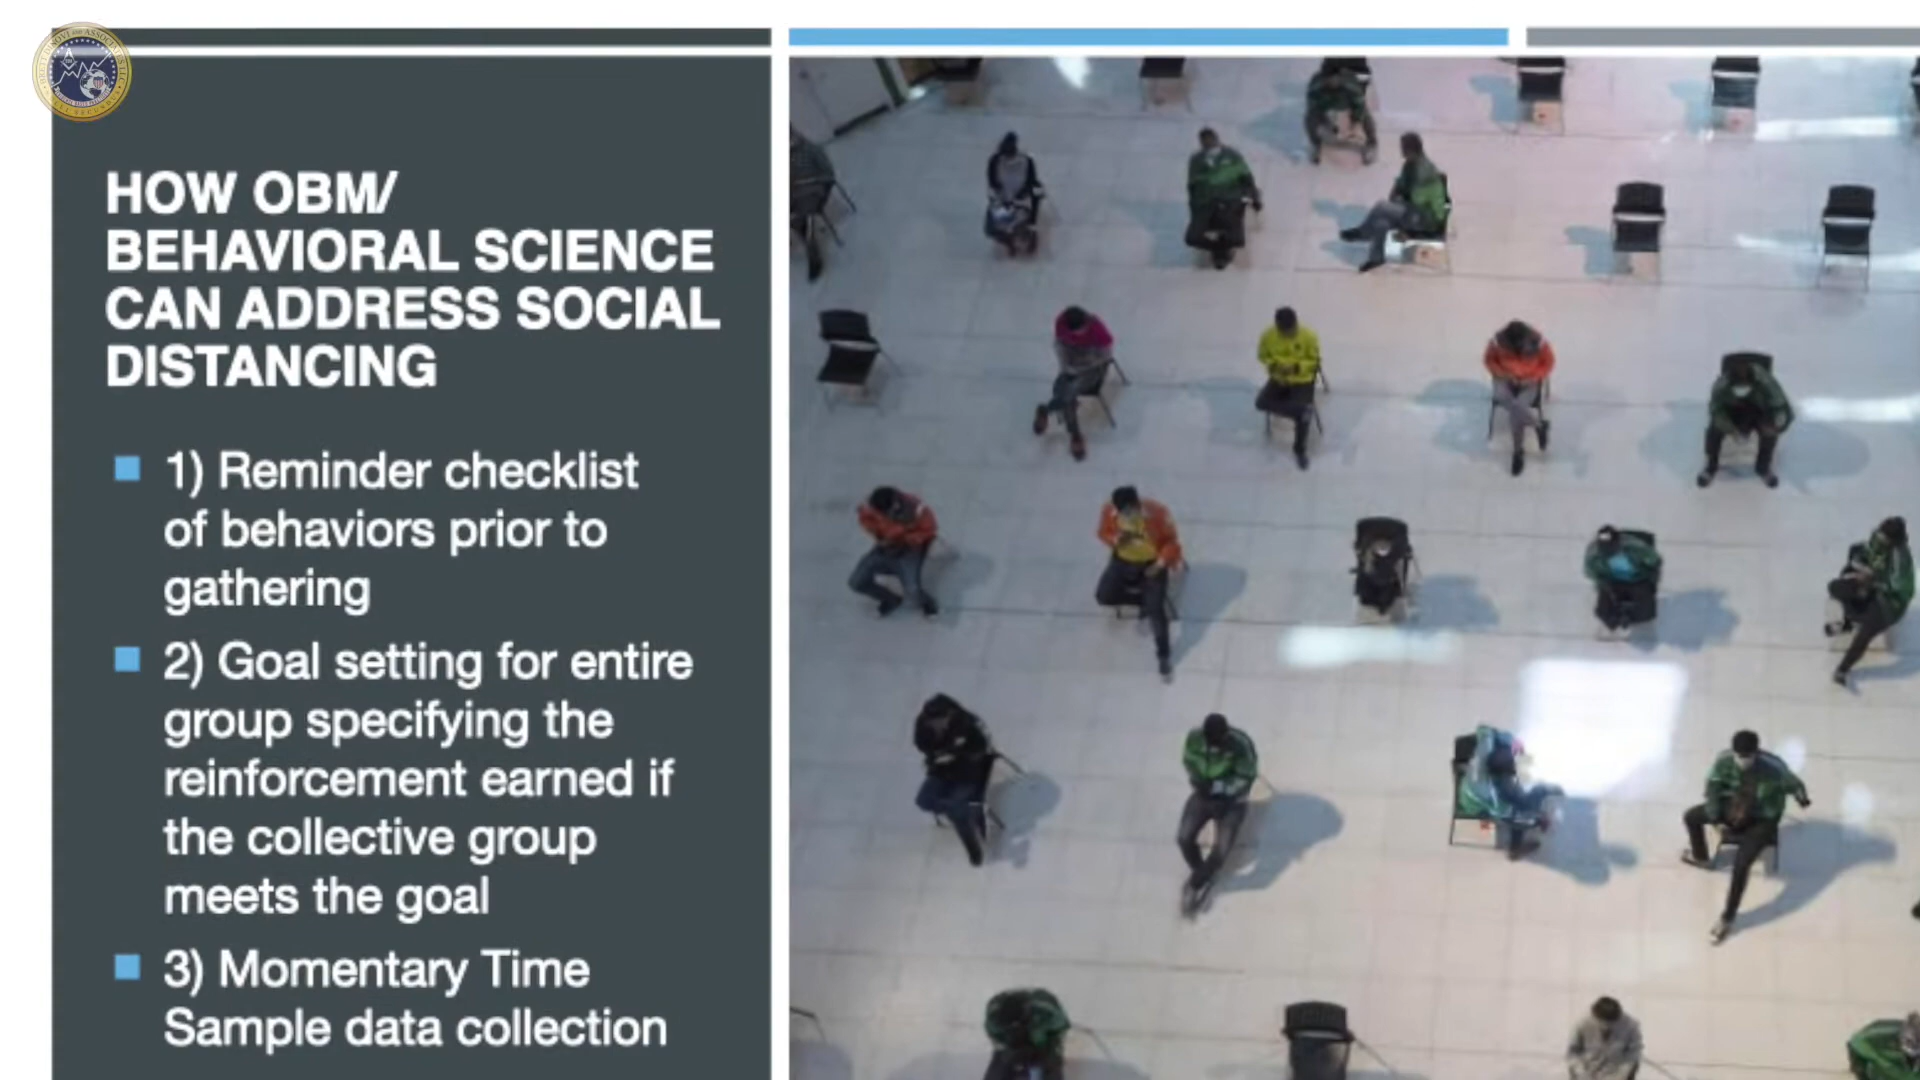 HOW OBM/
BEHAVIORAL SCIENCE
CAN ADDRESS SOCIAL
DISTANCING
1) Reminder checklist
of behaviors prior to
gathering
2) Goal setting for entire
group specifying the
reinforcement earned if
the collective group
meets the goal
3) Momentary Time
Sample data collection